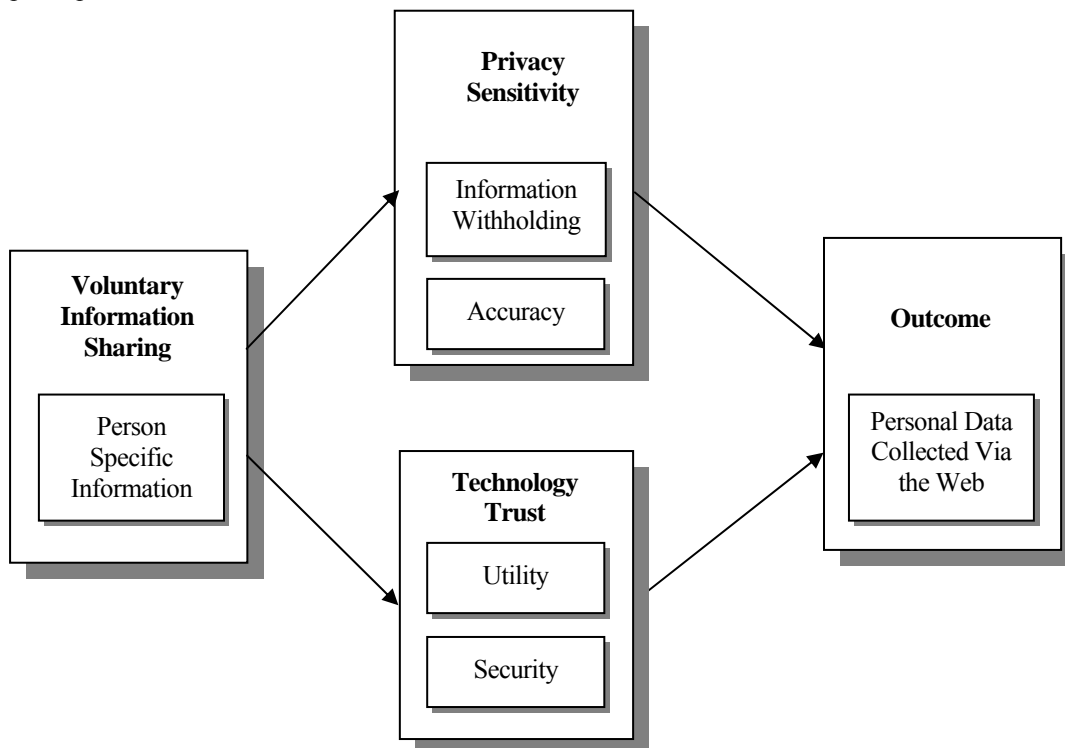 Privacy
Sensitivity
Information
Withholding
Accuracy
Voluntary
Information
Sharing
Person
Specific
Information
Technology
Trust
Utility
Security
Outcome
Personal Data
Collected Via
the Web